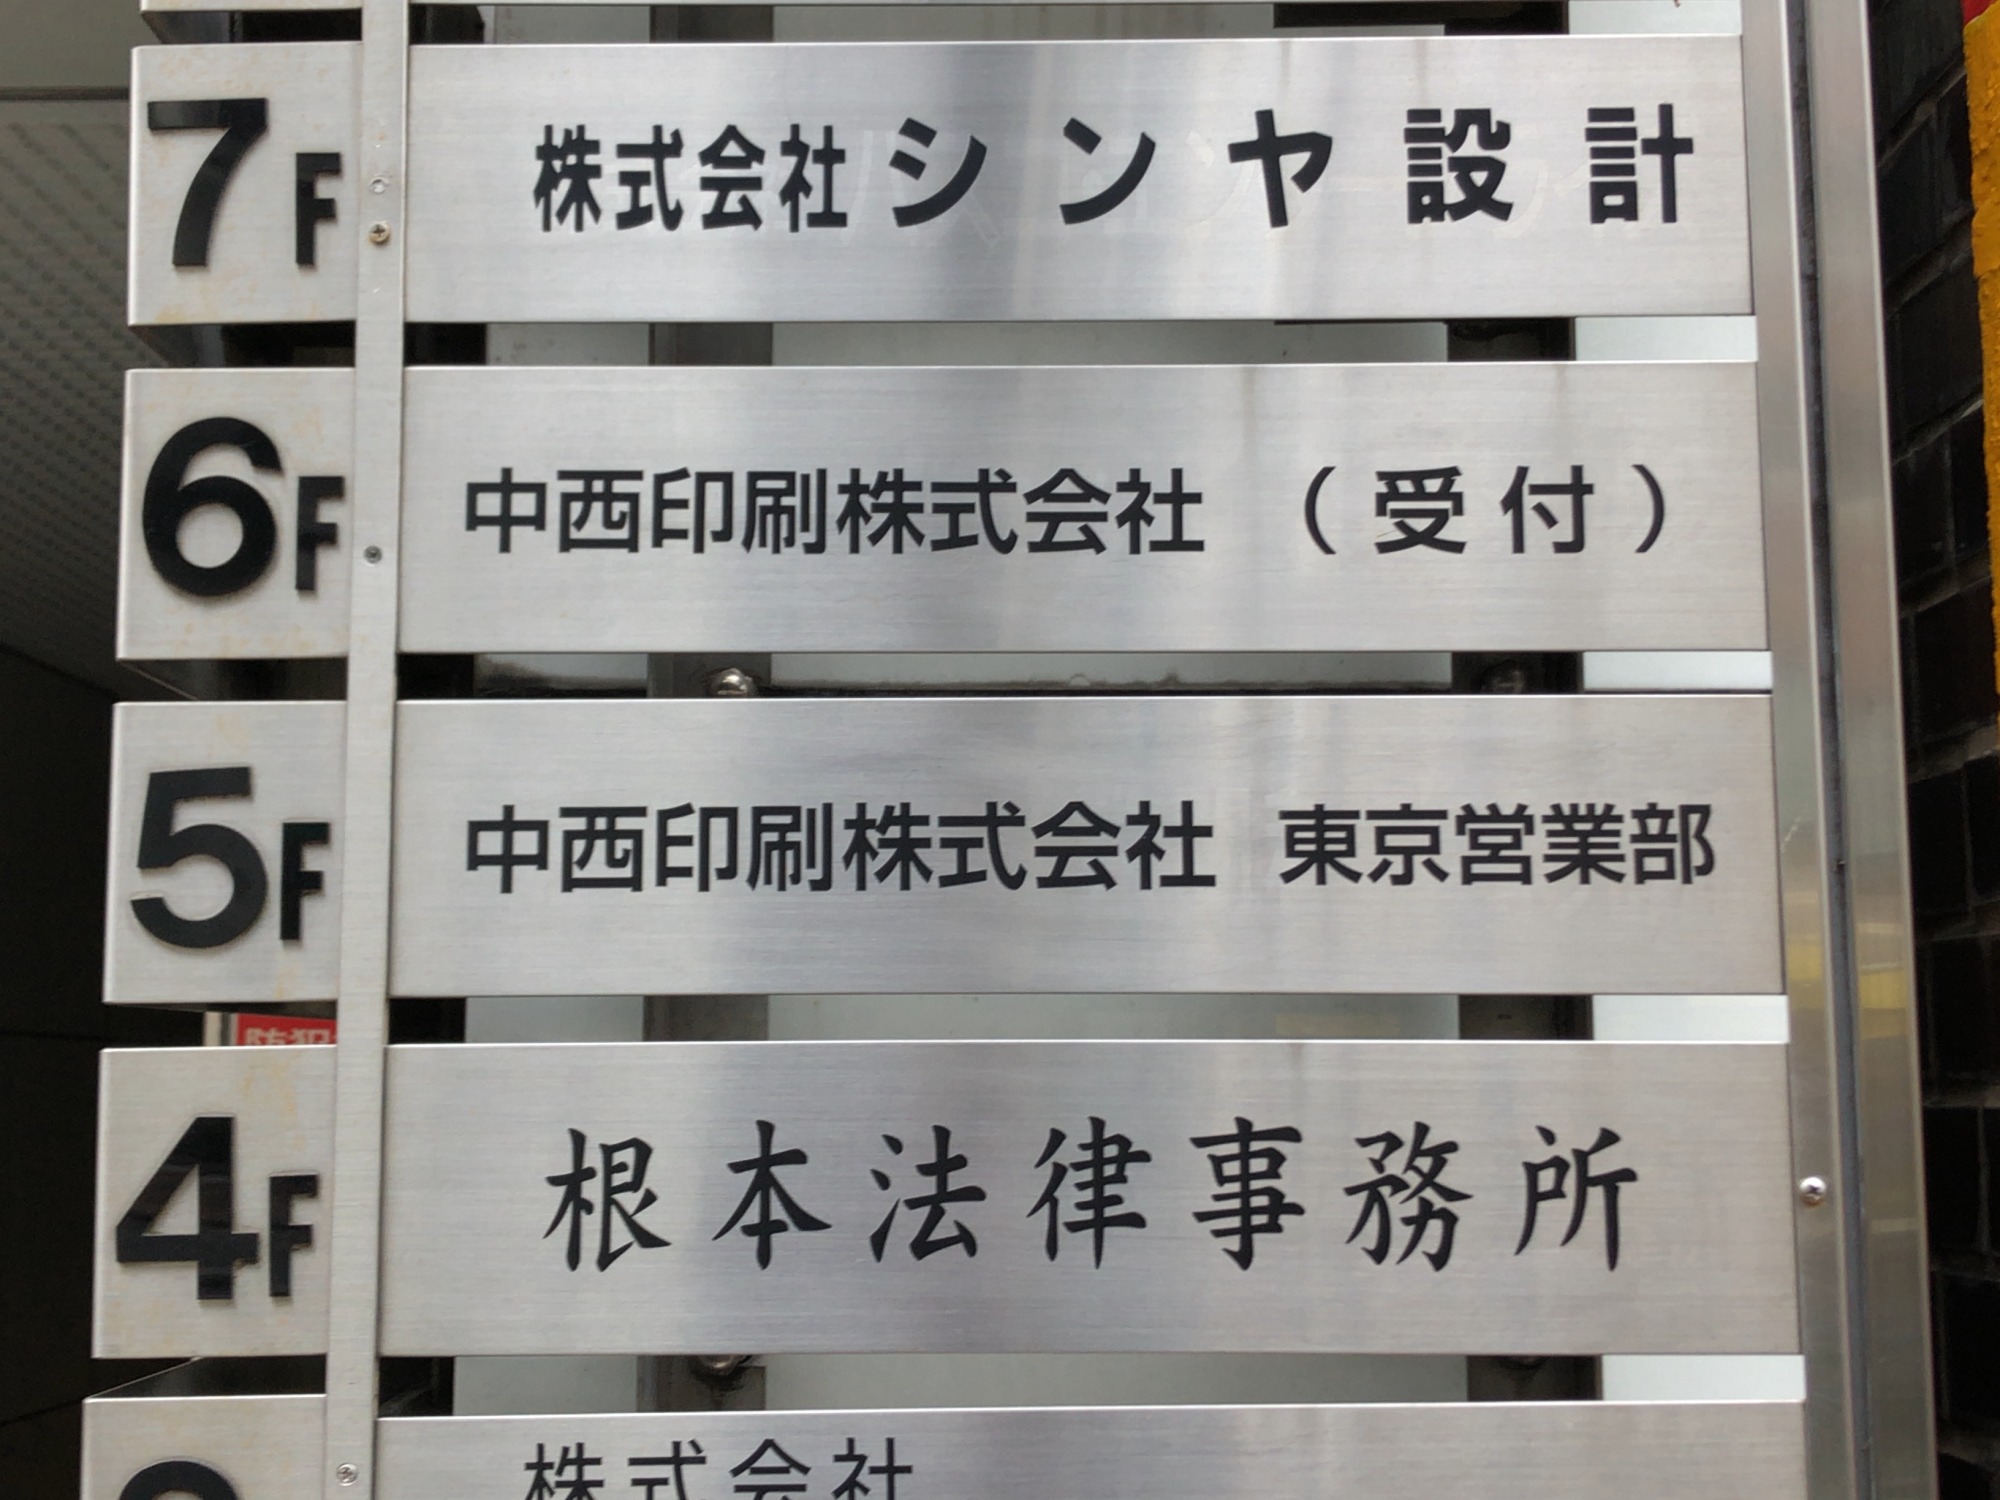 7F 株式会社シンヤ設計
6F 中西印刷株式会社 （受付）
5F 中西印刷株式会社 東京営業部
防犯
4F 根本法律事務所
株式会社